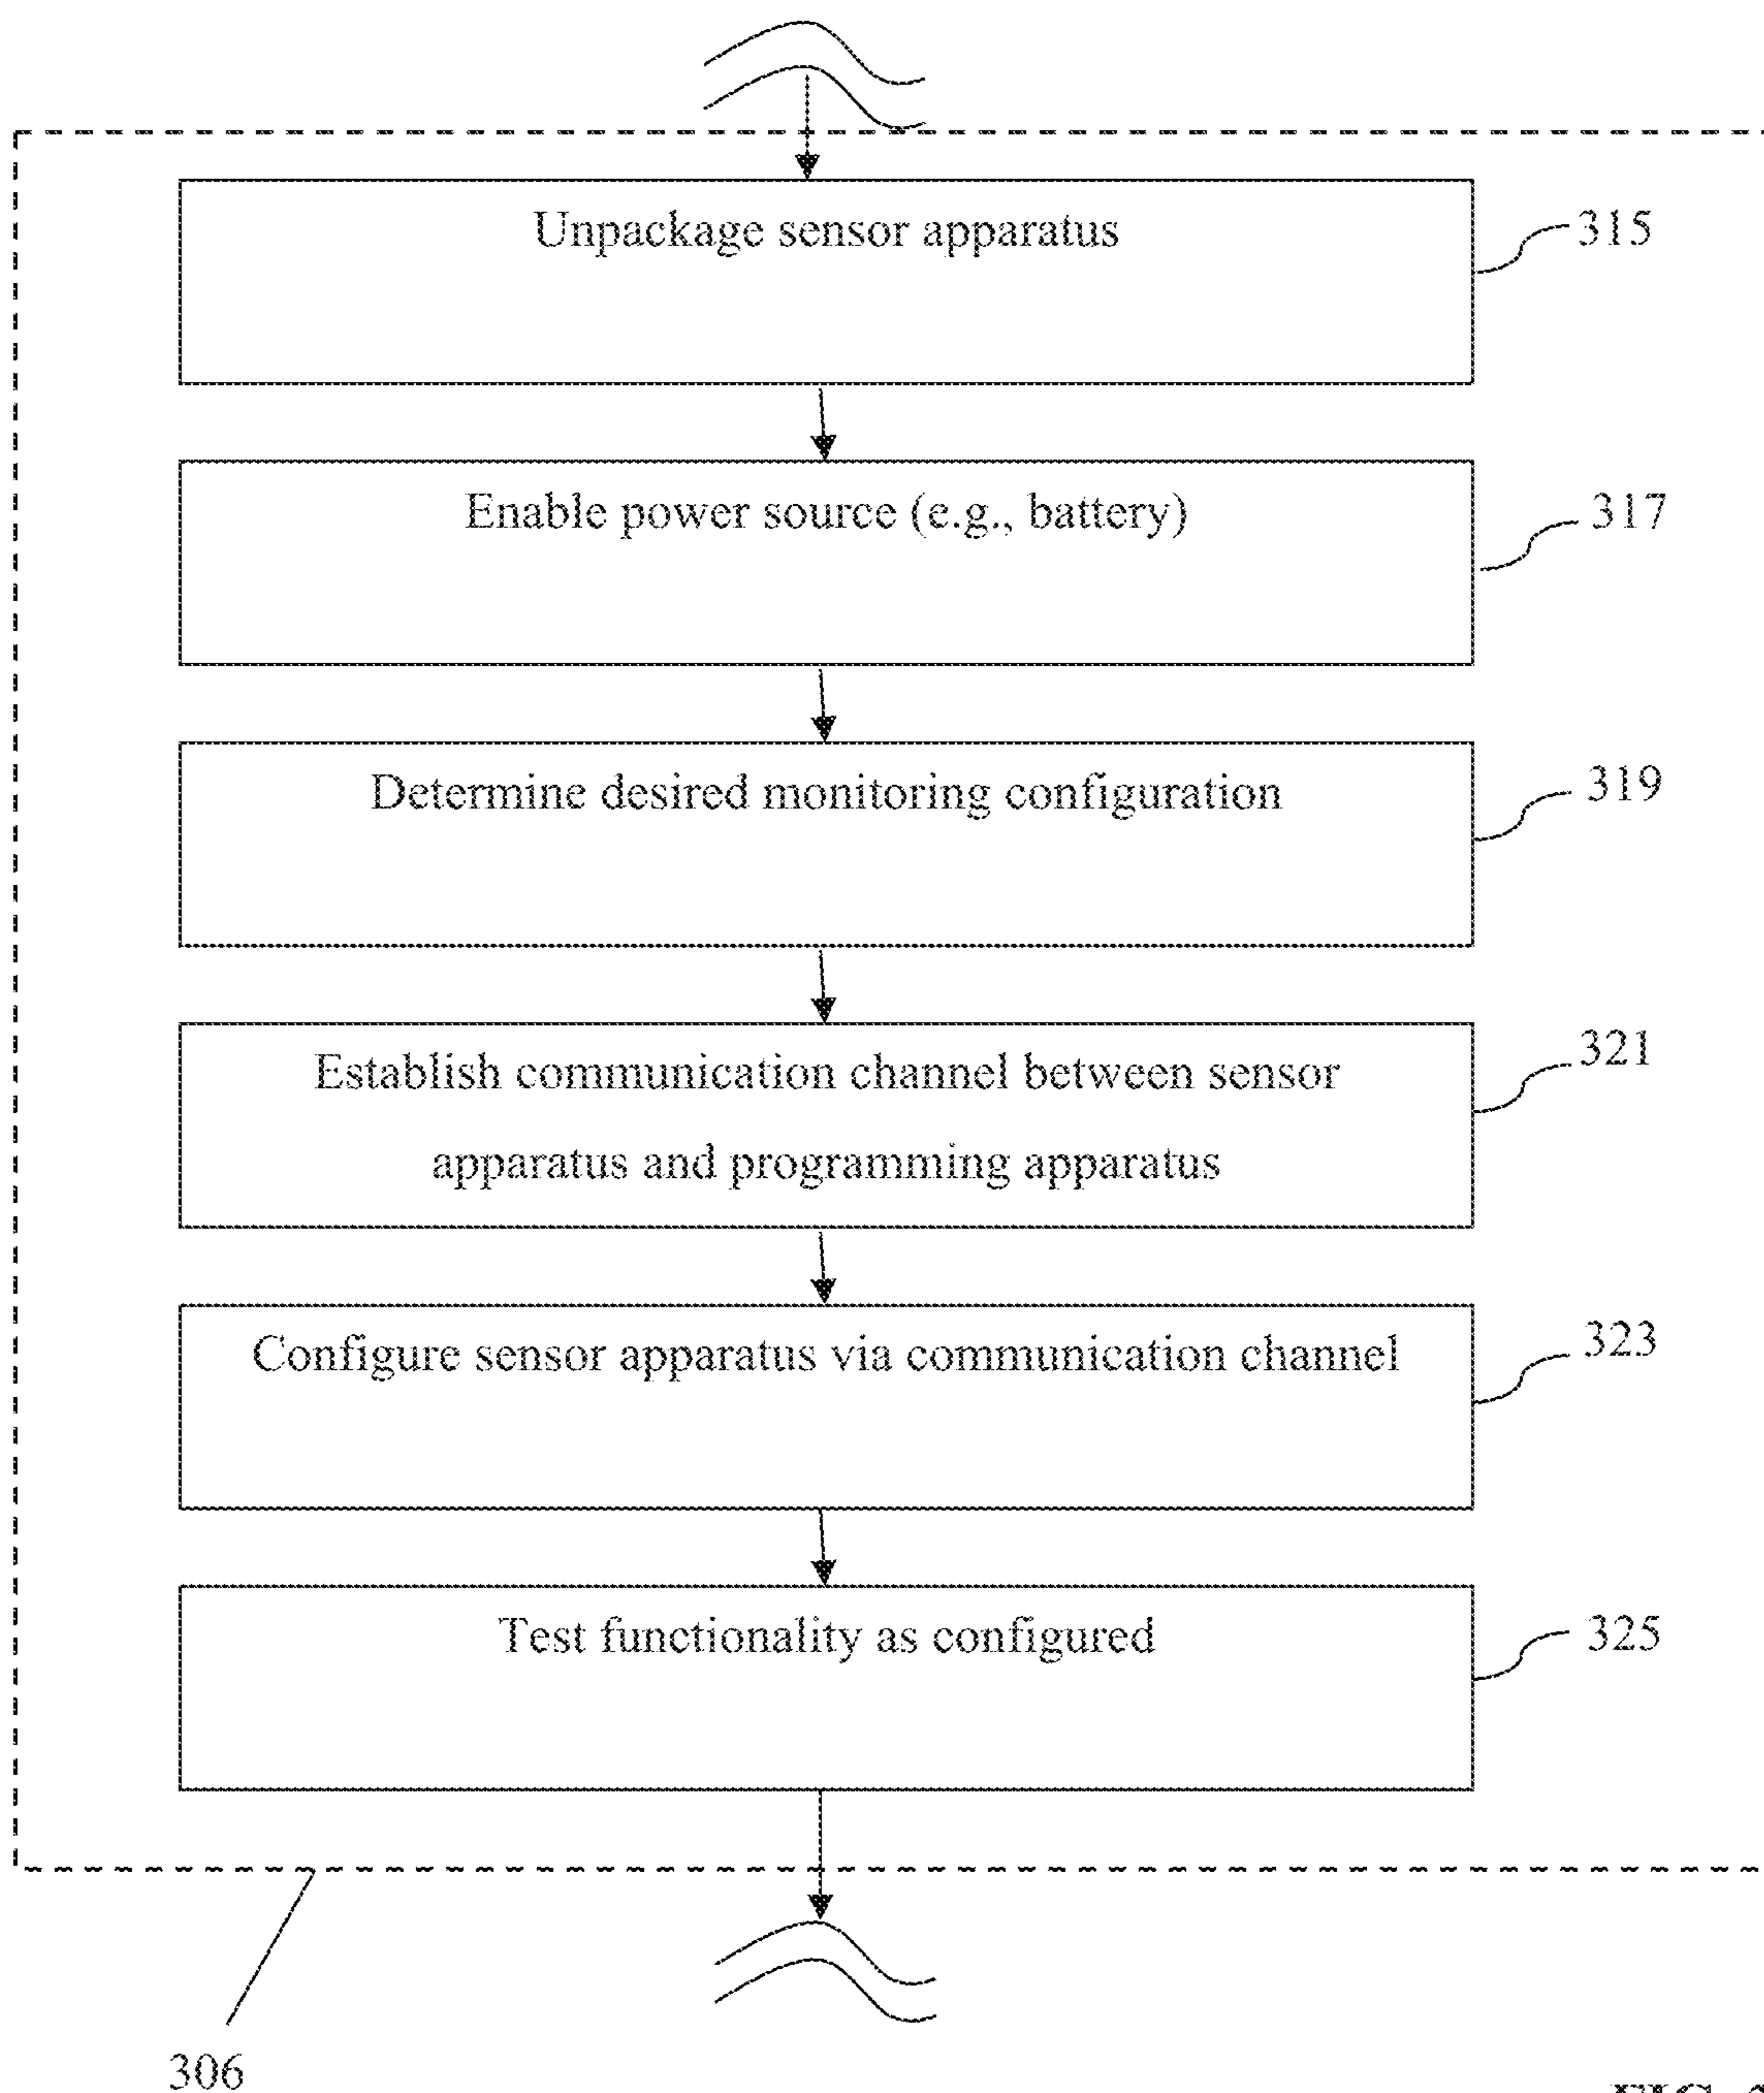 Unpackage sensor apparatus
315
Enable power source (e.g., battery)
317
Determine desired monitoring configuration
319
Establish communication channel between sensor
apparatus and programming apparatus
321
Configure sensor apparatus via communication channel
323
Test functionality as configured
325
306